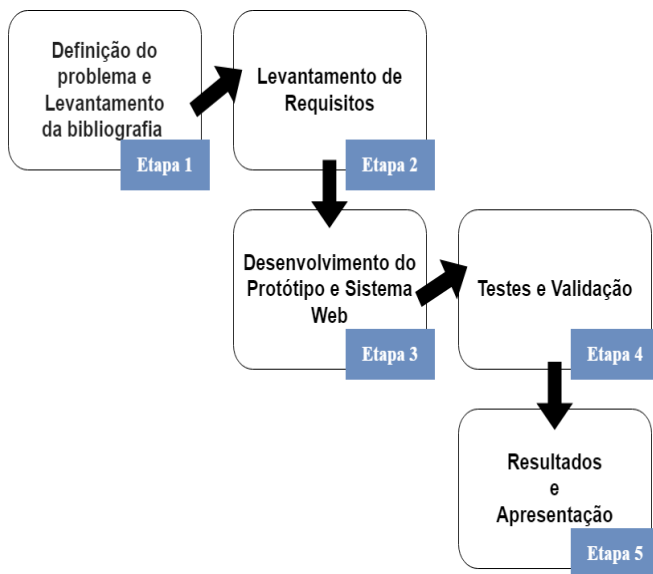 Definição do
problema e
Levantamento
da bibliografia
Etapa 1
Levantamento de
Requisitos
Etapa 2
Desenvolvimento do
Protótipo e Sistema
Web
Etapa 3
Testes e Validação
Etapa 4
Resultados
e
Apresentação
Etapa 5